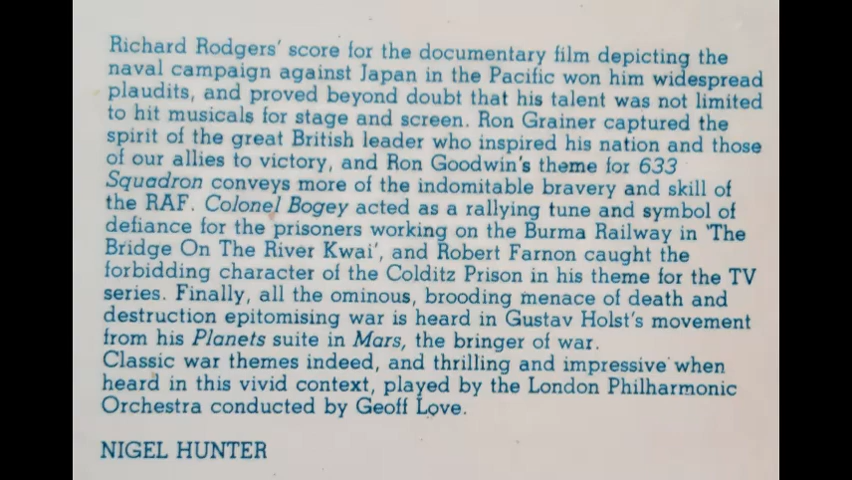 Richard Rodgers' score for the documentary film depicting the
naval campaign against Japan in the Pacific won him widespread
plaudits, and proved beyond doubt that his talent was not limited
to hit musicals for stage and screen. Ron Grainer captured the
spirit of the great British leader who inspired his nation and those
of our allies to victory, and Ron Goodwin's theme for 633
Squadron conveys more of the indomitable bravery and skill of
the RAF. Colonel Bogey acted as a rallying tune and symbol of
defiance for the prisoners working on the Burma Railway in 'The
Bridge On The River Kwai', and Robert Farnon caught the
forbidding character of the Colditz Prison in his theme for the TV
series. Finally, all the ominous, brooding menace of death and
destruction epitomising war is heard in Gustav Holst's movement
from his Planets suite in Mars, the bringer of war.
Classic war themes indeed, and thrilling and impressive when
heard in this vivid context, played by the London Philharmonic
Orchestra conducted by Geoff Love.
NIGEL HUNTER